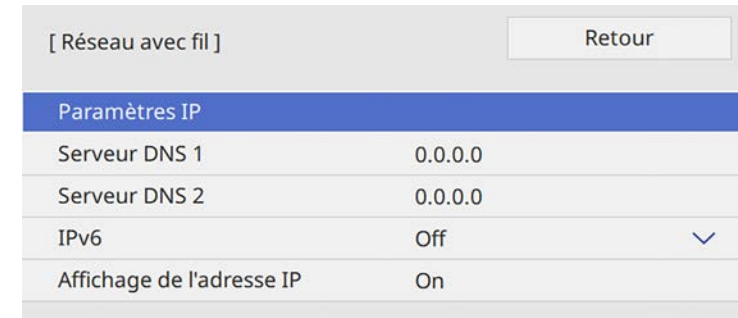 [ Réseau avec fil ]
Retour
Paramètres IP
Serveur DNS 1 0.0.0.0
Serveur DNS 2 0.0.0.0
IPv6 Off
Affichage de l'adresse IP On